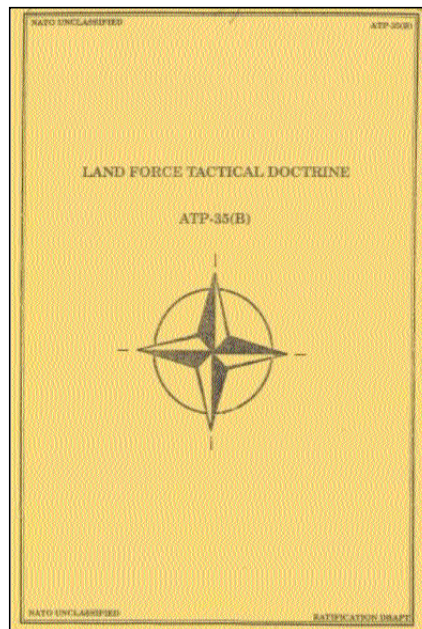 NATO UNCLASSIFIED
ATP-35(B)
LAND FORCE TACTICAL DOCTRINE
ATP-35(B)
NATO UNCLASSIFIED
RATIFICATION DRAFT